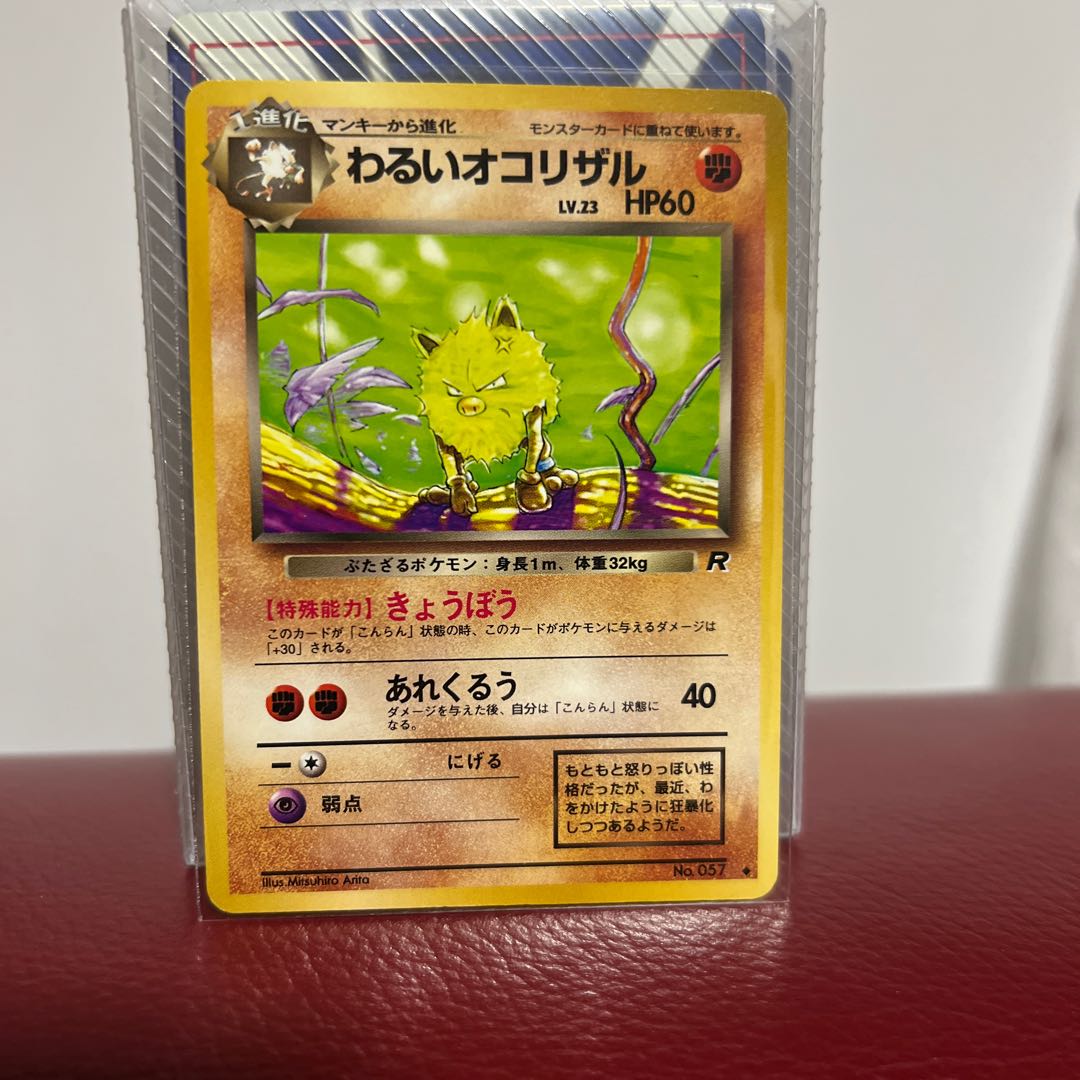 1進化
マンキーから進化
モンスターカードに重ねて使います。
わるいオコリザル
LV.23 HP60
ぶたざるポケモン：身長1m、体重32kg
R
【特殊能力】きょうぼう
このカードが「こんらん」状態の時、このカードがポケモンに与えるダメージは
「+30」される。
あれくるう 40
ダメージを与えた後、自分は「こんらん」状態に
なる。
にげる
弱点
もともと怒りっぽい性
格だったが、最近、わ
をかけたように狂暴化
しつつあるようだ。
Illus. Mitsuhiro Arita
No. 057